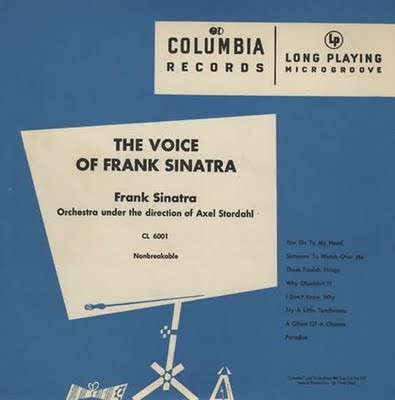 COLUMBIA
RECORDS
LP
LONG PLAYING
MICROGROOVE
THE VOICE
OF FRANK SINATRA
Frank Sinatra
Orchestra under the direction of Axel Stordahl
CL 6001
Nonbreakable
You Go To My Head
Someone To Watch Over Me
These Foolish Things
Why Shouldn't I?
I Don't Know Why
Try A Little Tenderness
A Ghost Of A Chance
Paradise